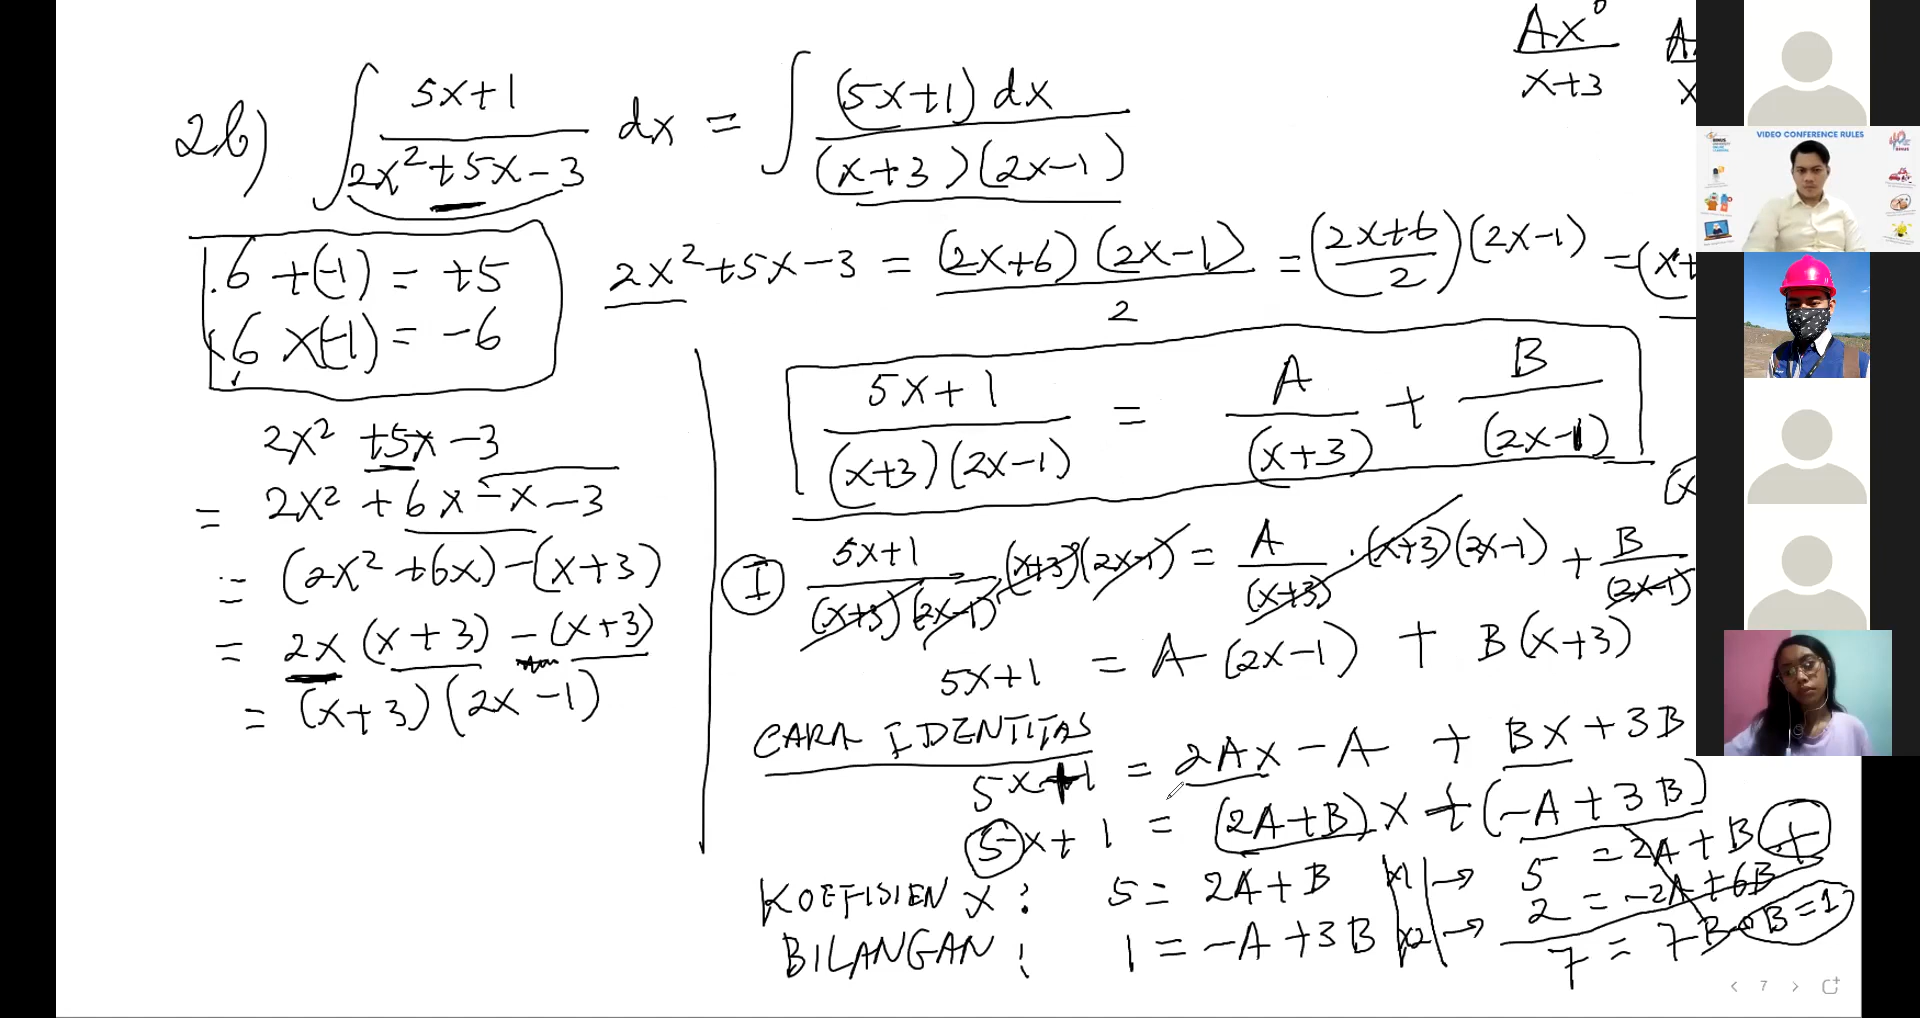 2b) ∫ (5x+1)/(2x²+5x-3) dx = ∫ (5x+1) dx/((x+3)(2x-1))
Ax⁰/(x+3)
VIDEO CONFERENCE RULES
6 +(-1) = +5
6 x(-1) = -6
2x²+5x-3 = (2x+6)(2x-1)/2 = ((2x+6)/2)(2x-1) = (x+
2x² +5x -3
= 2x² + 6x - x - 3
= (2x² +6x) -(x+3)
= 2x (x+3) -(x+3)
= (x+3)(2x-1)
(5x+1)/((x+3)(2x-1)) = A/(x+3) + B/(2x-1)
I (5x+1)/((x+3)(2x-1)) · (x+3)(2x-1) = A/(x+3) · (x+3)(2x-1) + B/(2x-1)
5x+1 = A(2x-1) + B(x+3)
CARA IDENTITAS
5x+1 = 2Ax - A + Bx + 3B
5x + 1 = (2A+B)x + (-A+3B)
KOEFISIEN X : 5 = 2A+B |x1| → 5 = 2A+B +
BILANGAN : 1 = -A+3B |x2| → 2 = -2A+6B
7 = 7B B=1
< 7 >